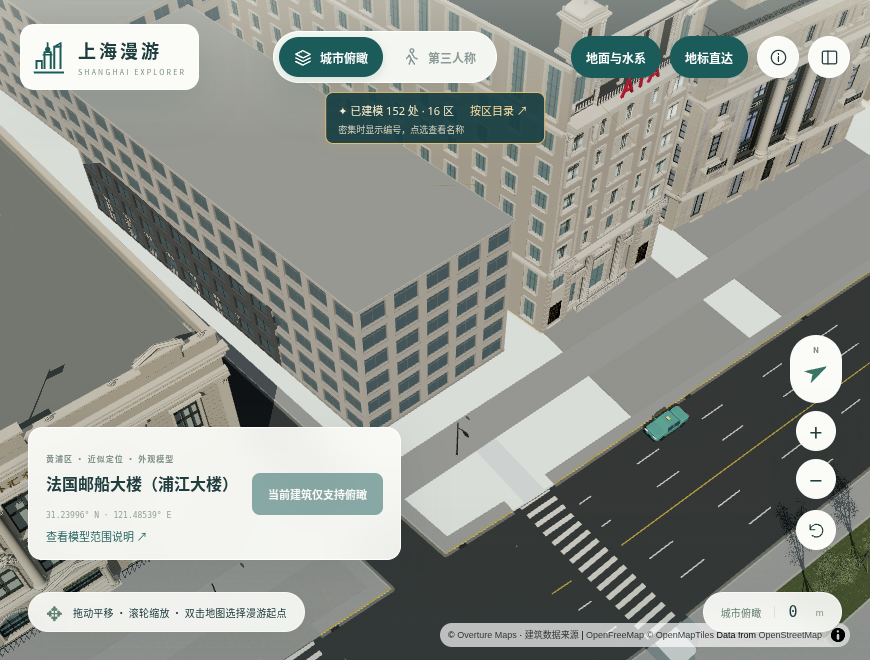 上海漫游
SHANGHAI EXPLORER
城市俯瞰
第三人称
地面与水系
地标直达
AIA
✦ 已建模 152 处 · 16 区 按区目录 ↗
密集时显示编号，点选查看名称
N
黄浦区 · 近似定位 · 外观模型
法国邮船大楼（浦江大楼）
当前建筑仅支持俯瞰
31.23996° N · 121.48539° E
查看模型范围说明 ↗
拖动平移 · 滚轮缩放 · 双击地图选择漫游起点
城市俯瞰 0 m
© Overture Maps · 建筑数据来源 | OpenFreeMap © OpenMapTiles Data from OpenStreetMap